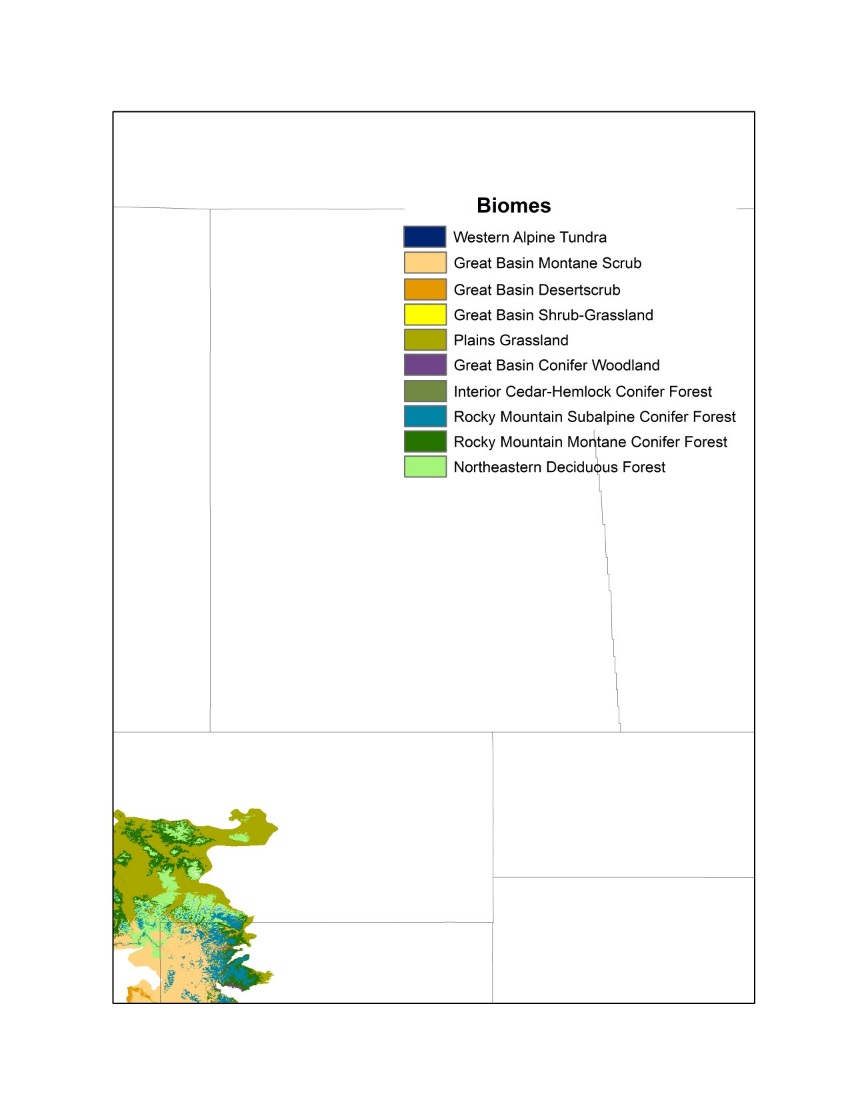 Biomes
Western Alpine Tundra
Great Basin Montane Scrub
Great Basin Desertscrub
Great Basin Shrub-Grassland
Plains Grassland
Great Basin Conifer Woodland
Interior Cedar-Hemlock Conifer Forest
Rocky Mountain Subalpine Conifer Forest
Rocky Mountain Montane Conifer Forest
Northeastern Deciduous Forest